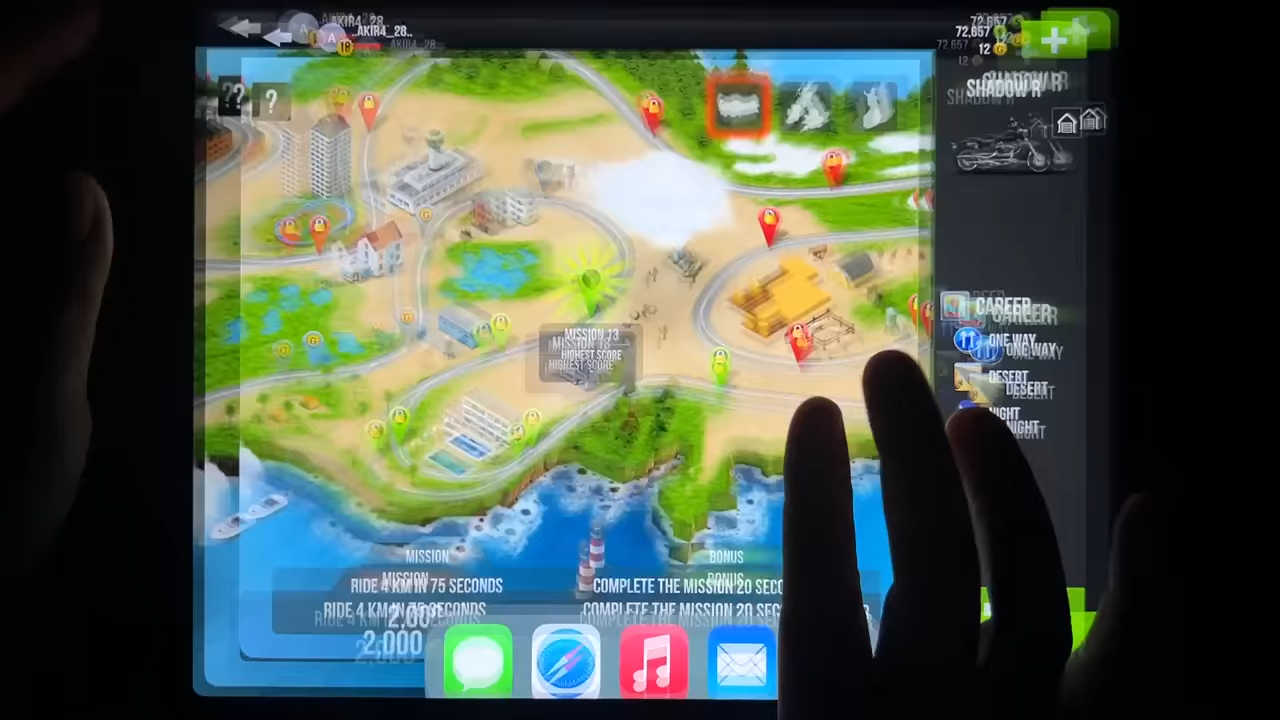 AKIR4_28
..AKIR4_28..
72,657
12
SHADOW R
?
MISSION 13
HIGHEST SCORE
CAREER
ONE WAY
DESERT
NIGHT
MISSION
BONUS
RIDE 4 KM IN 75 SECONDS
COMPLETE THE MISSION 20 SEC
2,000